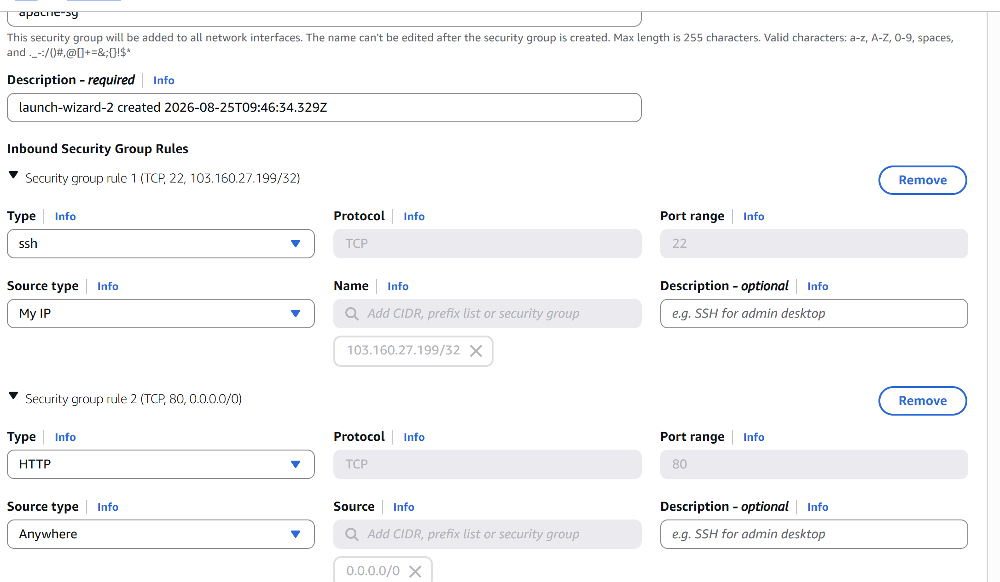 apache-sg
This security group will be added to all network interfaces. The name can't be edited after the security group is created. Max length is 255 characters. Valid characters: a-z, A-Z, 0-9, spaces,
and ._-:/()#,@[]+=&;{}!$*
Description - required Info
launch-wizard-2 created 2026-08-25T09:46:34.329Z
Inbound Security Group Rules
Security group rule 1 (TCP, 22, 103.160.27.199/32)
Remove
Type Info Protocol Info Port range Info
ssh TCP 22
Source type Info Name Info Description - optional Info
My IP Add CIDR, prefix list or security group e.g. SSH for admin desktop
103.160.27.199/32
Security group rule 2 (TCP, 80, 0.0.0.0/0)
Remove
Type Info Protocol Info Port range Info
HTTP TCP 80
Source type Info Source Info Description - optional Info
Anywhere Add CIDR, prefix list or security group e.g. SSH for admin desktop
0.0.0.0/0